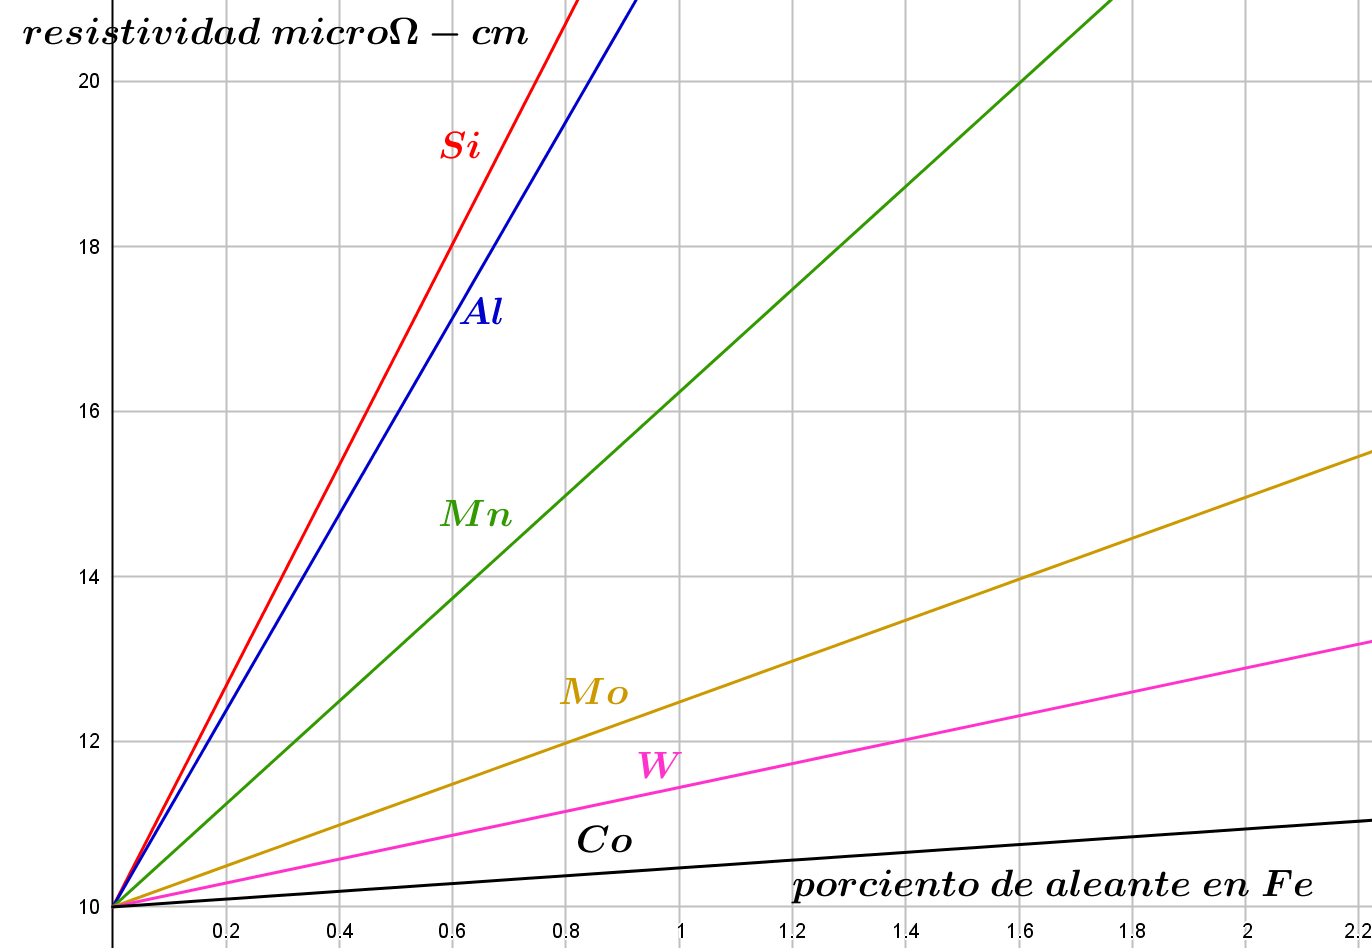 resistividad microΩ − cm
20
Si
18
Al
16
Mn
14
Mo
12
W
Co
porciento de aleante en Fe
10
0.2 0.4 0.6 0.8 1 1.2 1.4 1.6 1.8 2 2.2